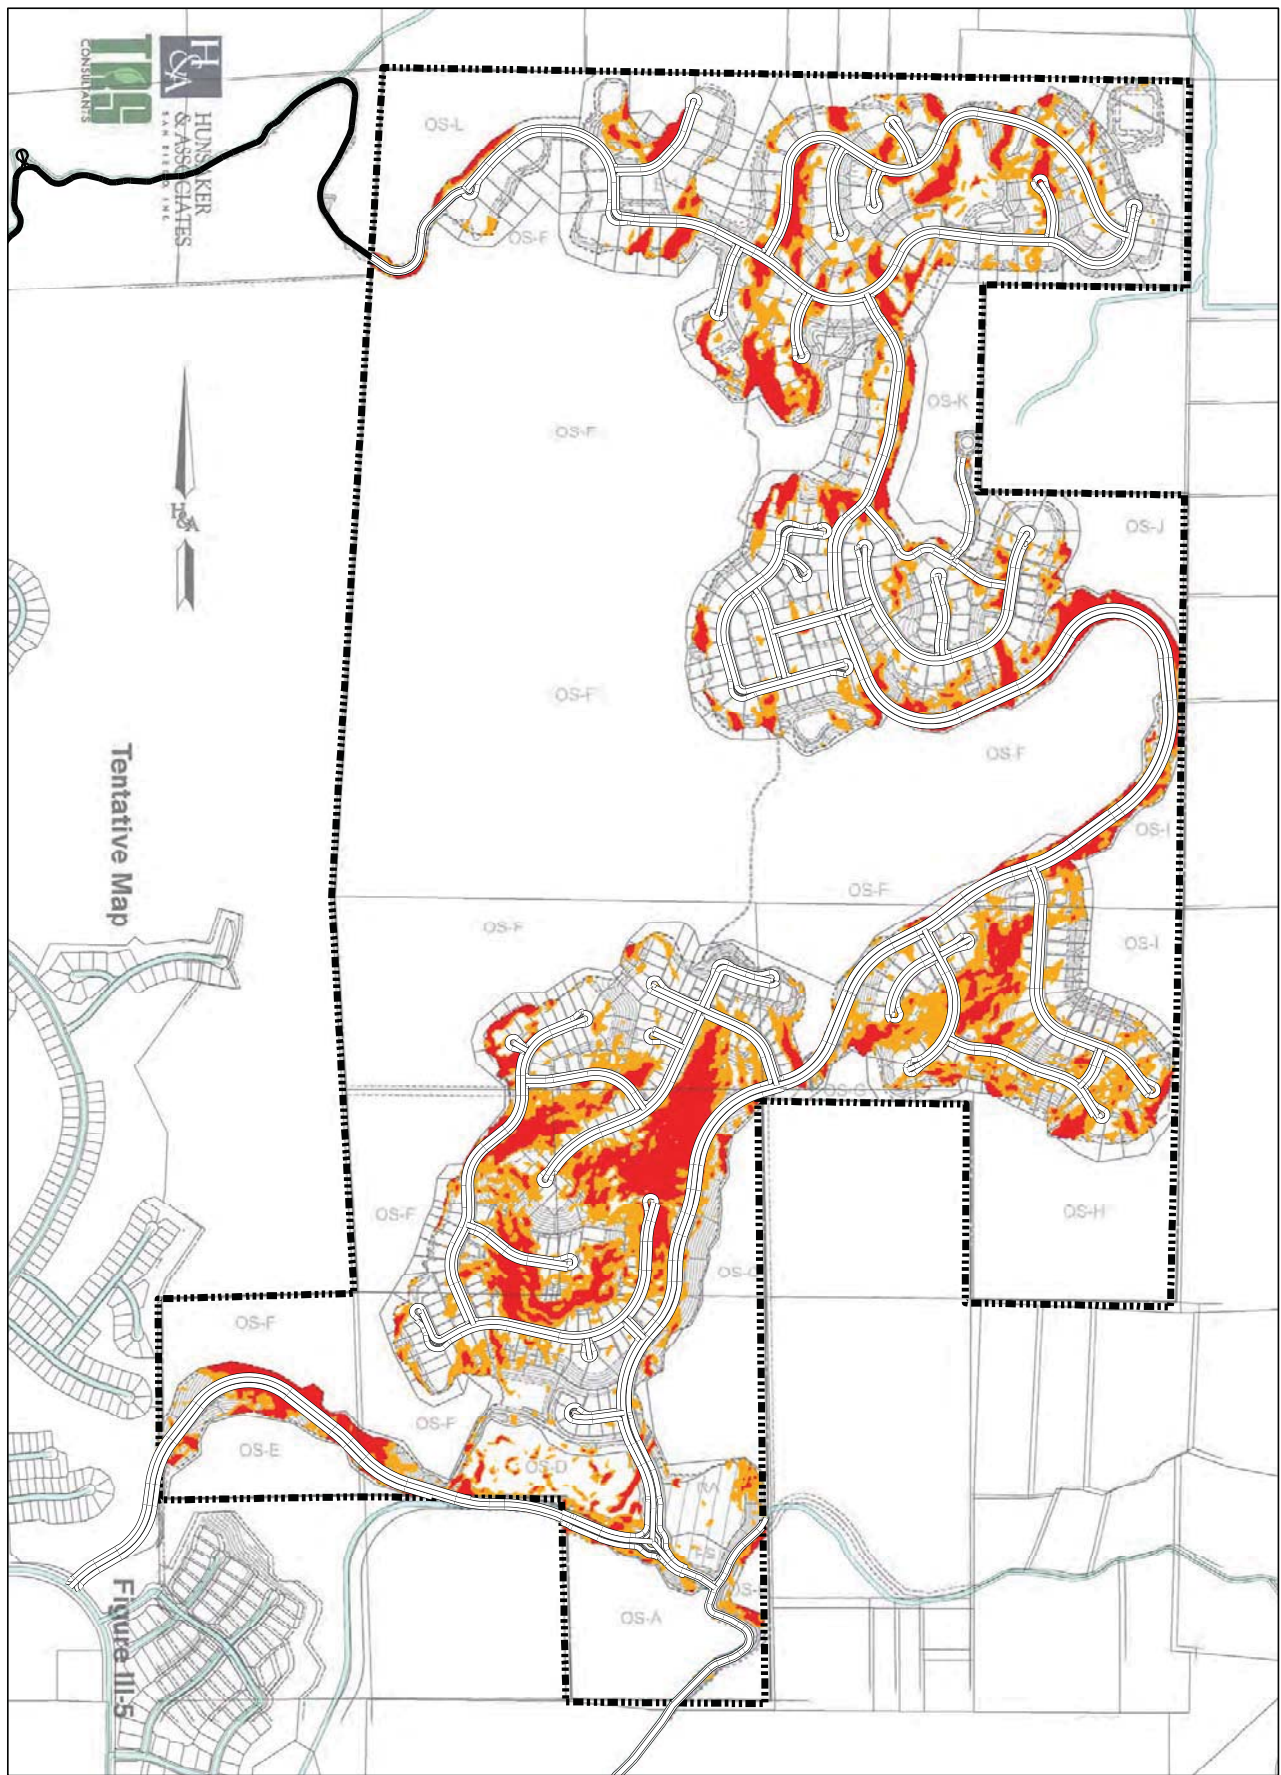 H&A
HUNSAKER
& ASSOCIATES
SAN DIEGO, INC.
CONSULTANTS
OS-L
OS-F
OS-F
OS-K
H&A
OS-J
OS-F
OS-F
OS-I
Tentative Map
OS-F
OS-F
OS-I
OS-G
OS-F
OS-H
OS-F
OS-F
OS-E
OS-D
OS-A
Figure III-5